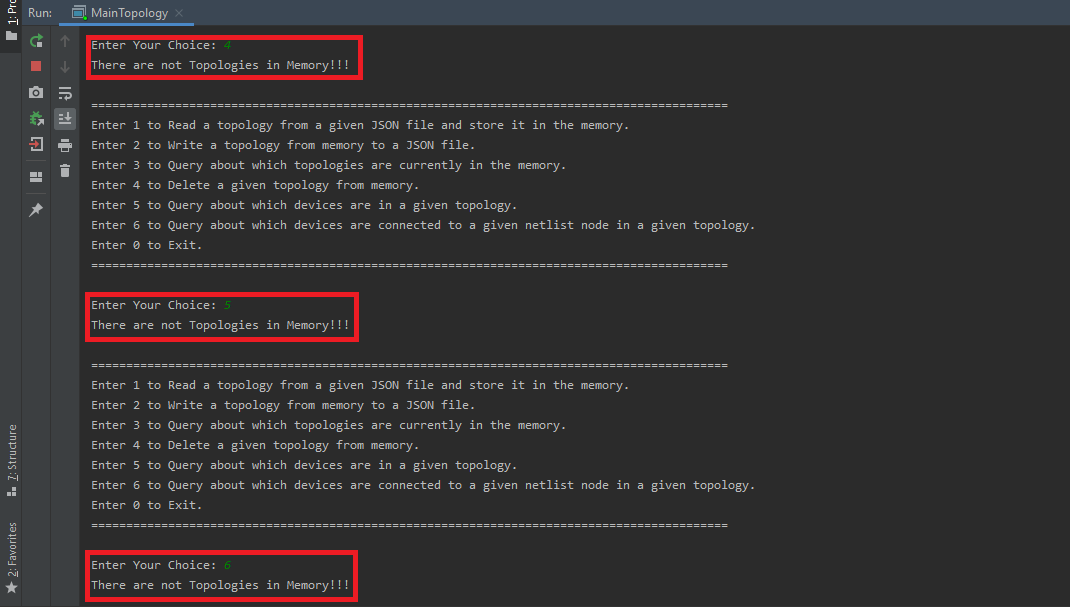 Run: MainTopology
1: Pro
Enter Your Choice: 4
There are not Topologies in Memory!!!
===========================================================================================
Enter 1 to Read a topology from a given JSON file and store it in the memory.
Enter 2 to Write a topology from memory to a JSON file.
Enter 3 to Query about which topologies are currently in the memory.
Enter 4 to Delete a given topology from memory.
Enter 5 to Query about which devices are in a given topology.
Enter 6 to Query about which devices are connected to a given netlist node in a given topology.
Enter 0 to Exit.
===========================================================================================
Enter Your Choice: 5
There are not Topologies in Memory!!!
===========================================================================================
Enter 1 to Read a topology from a given JSON file and store it in the memory.
Enter 2 to Write a topology from memory to a JSON file.
Enter 3 to Query about which topologies are currently in the memory.
Enter 4 to Delete a given topology from memory.
Enter 5 to Query about which devices are in a given topology.
Enter 6 to Query about which devices are connected to a given netlist node in a given topology.
Enter 0 to Exit.
===========================================================================================
Enter Your Choice: 6
There are not Topologies in Memory!!!
7: Structure
2: Favorites